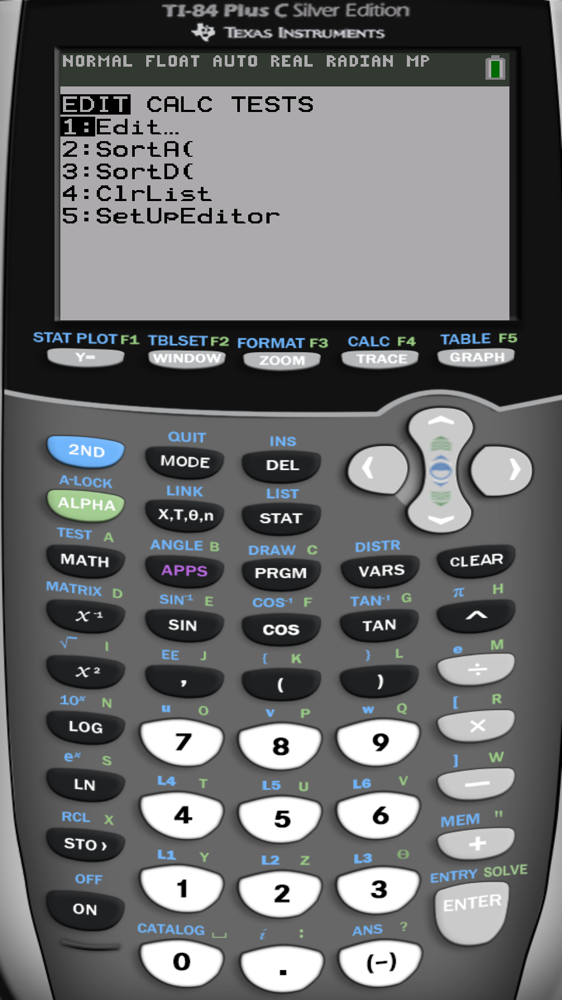 TI-84 Plus C Silver Edition
TEXAS INSTRUMENTS
NORMAL FLOAT AUTO REAL RADIAN MP
EDIT CALC TESTS
1:Edit…
2:SortA(
3:SortD(
4:ClrList
5:SetUpEditor
STAT PLOT F1 TBLSET F2 FORMAT F3 CALC F4 TABLE F5
Y= WINDOW ZOOM TRACE GRAPH
QUIT INS
2ND MODE DEL
A-LOCK LINK LIST
ALPHA X,T,θ,n STAT
TEST A ANGLE B DRAW C DISTR
MATH APPS PRGM VARS CLEAR
MATRIX D SIN⁻¹ E COS⁻¹ F TAN⁻¹ G π H
x⁻¹ SIN COS TAN ^
√‾ I EE J { K } L e M
x² , ( ) ÷
10ˣ N u O v P w Q [ R
LOG 7 8 9 ×
eˣ S L4 T L5 U L6 V ] W
LN 4 5 6 —
RCL X L1 Y L2 Z L3 θ MEM "
STO › 1 2 3 +
OFF CATALOG ⎵ i : ANS ? ENTRY SOLVE
ON 0 . (–) ENTER